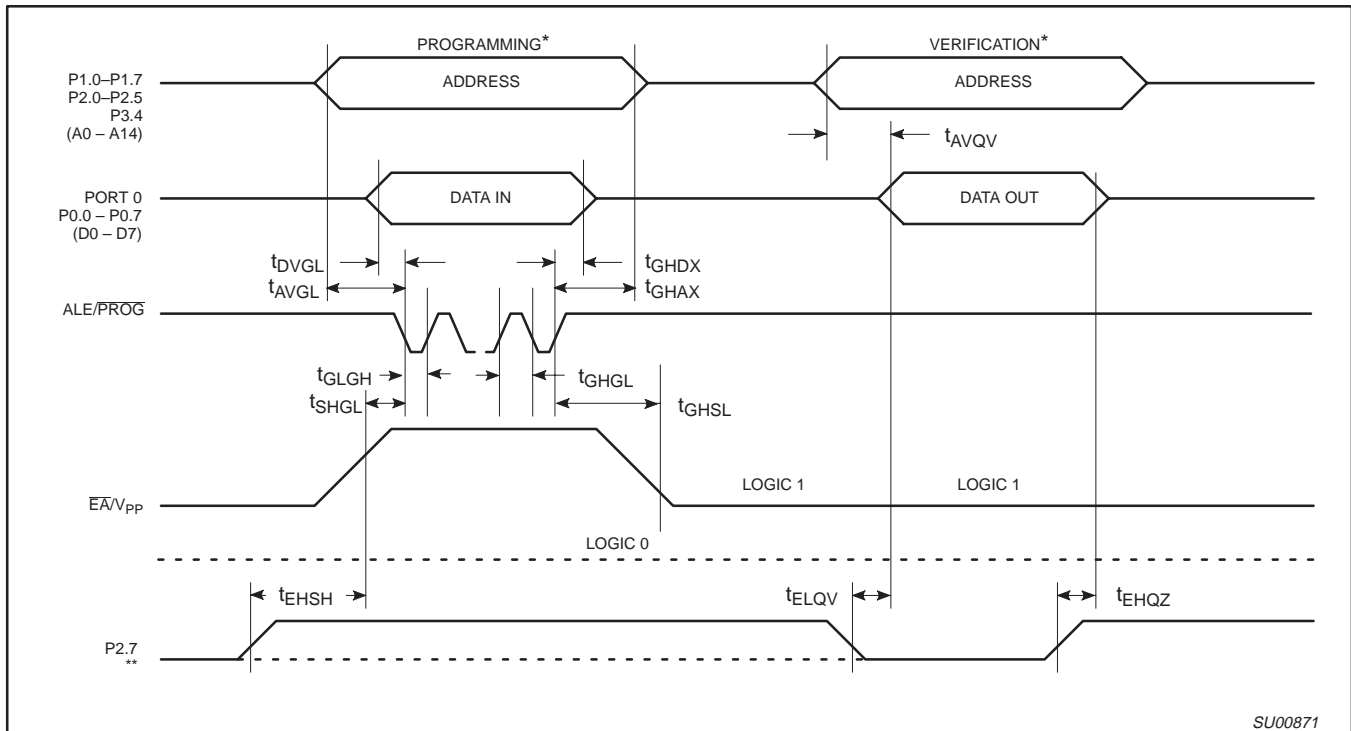 PROGRAMMING*
VERIFICATION*
P1.0–P1.7
P2.0–P2.5
P3.4
(A0 – A14)
ADDRESS
ADDRESS
tAVQV
PORT 0
P0.0 – P0.7
(D0 – D7)
DATA IN
DATA OUT
tDVGL
tGHDX
tAVGL
tGHAX
ALE/PROG
tGLGH
tGHGL
tSHGL
tGHSL
LOGIC 1
LOGIC 1
EA/VPP
LOGIC 0
tEHSH
tELQV
tEHQZ
P2.7
**
SU00871